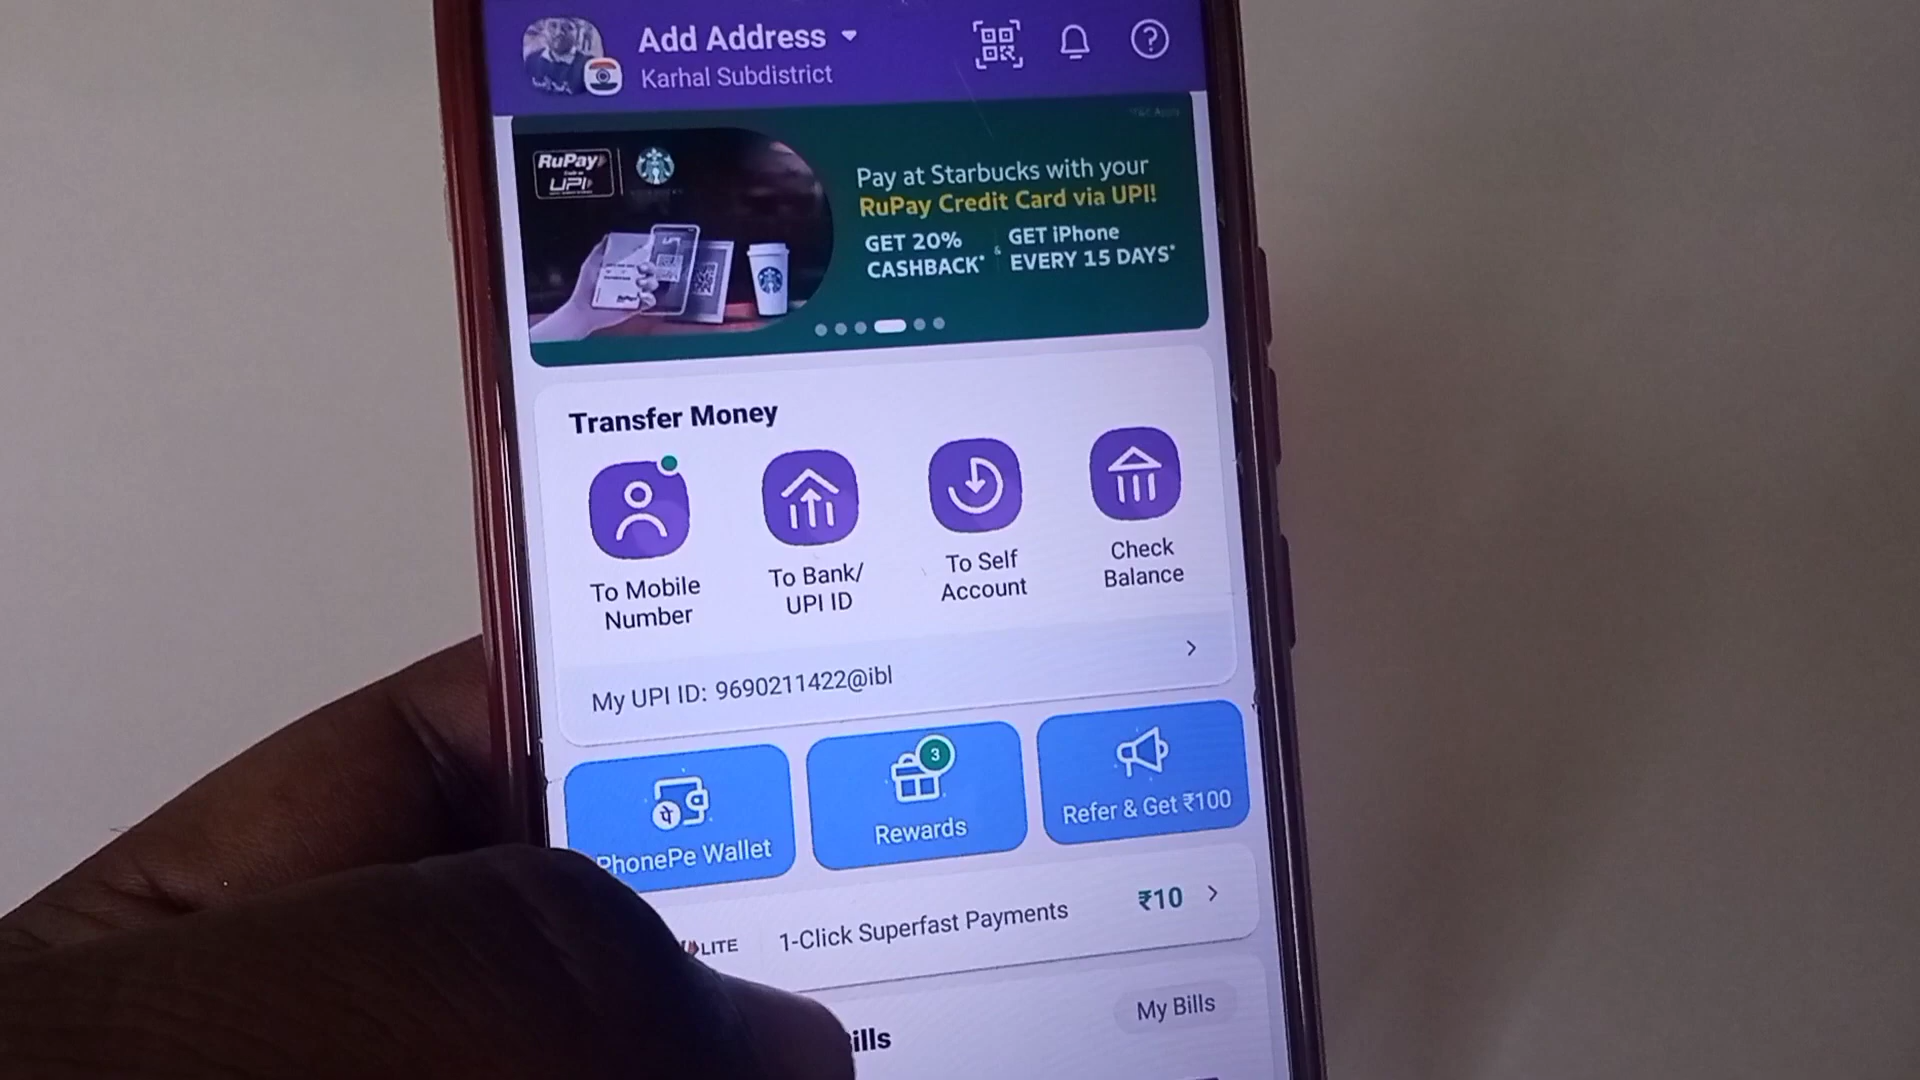 Add Address
Karhal Subdistrict
RuPay
UPI
Pay at Starbucks with your
RuPay Credit Card via UPI!
GET 20%
CASHBACK*
&
GET iPhone
EVERY 15 DAYS*
Transfer Money
To Mobile
Number
To Bank/
UPI ID
To Self
Account
Check
Balance
My UPI ID: 9690211422@ibl
पे
PhonePe Wallet
3
Rewards
Refer & Get ₹100
LITE
1-Click Superfast Payments
₹10
ills
My Bills